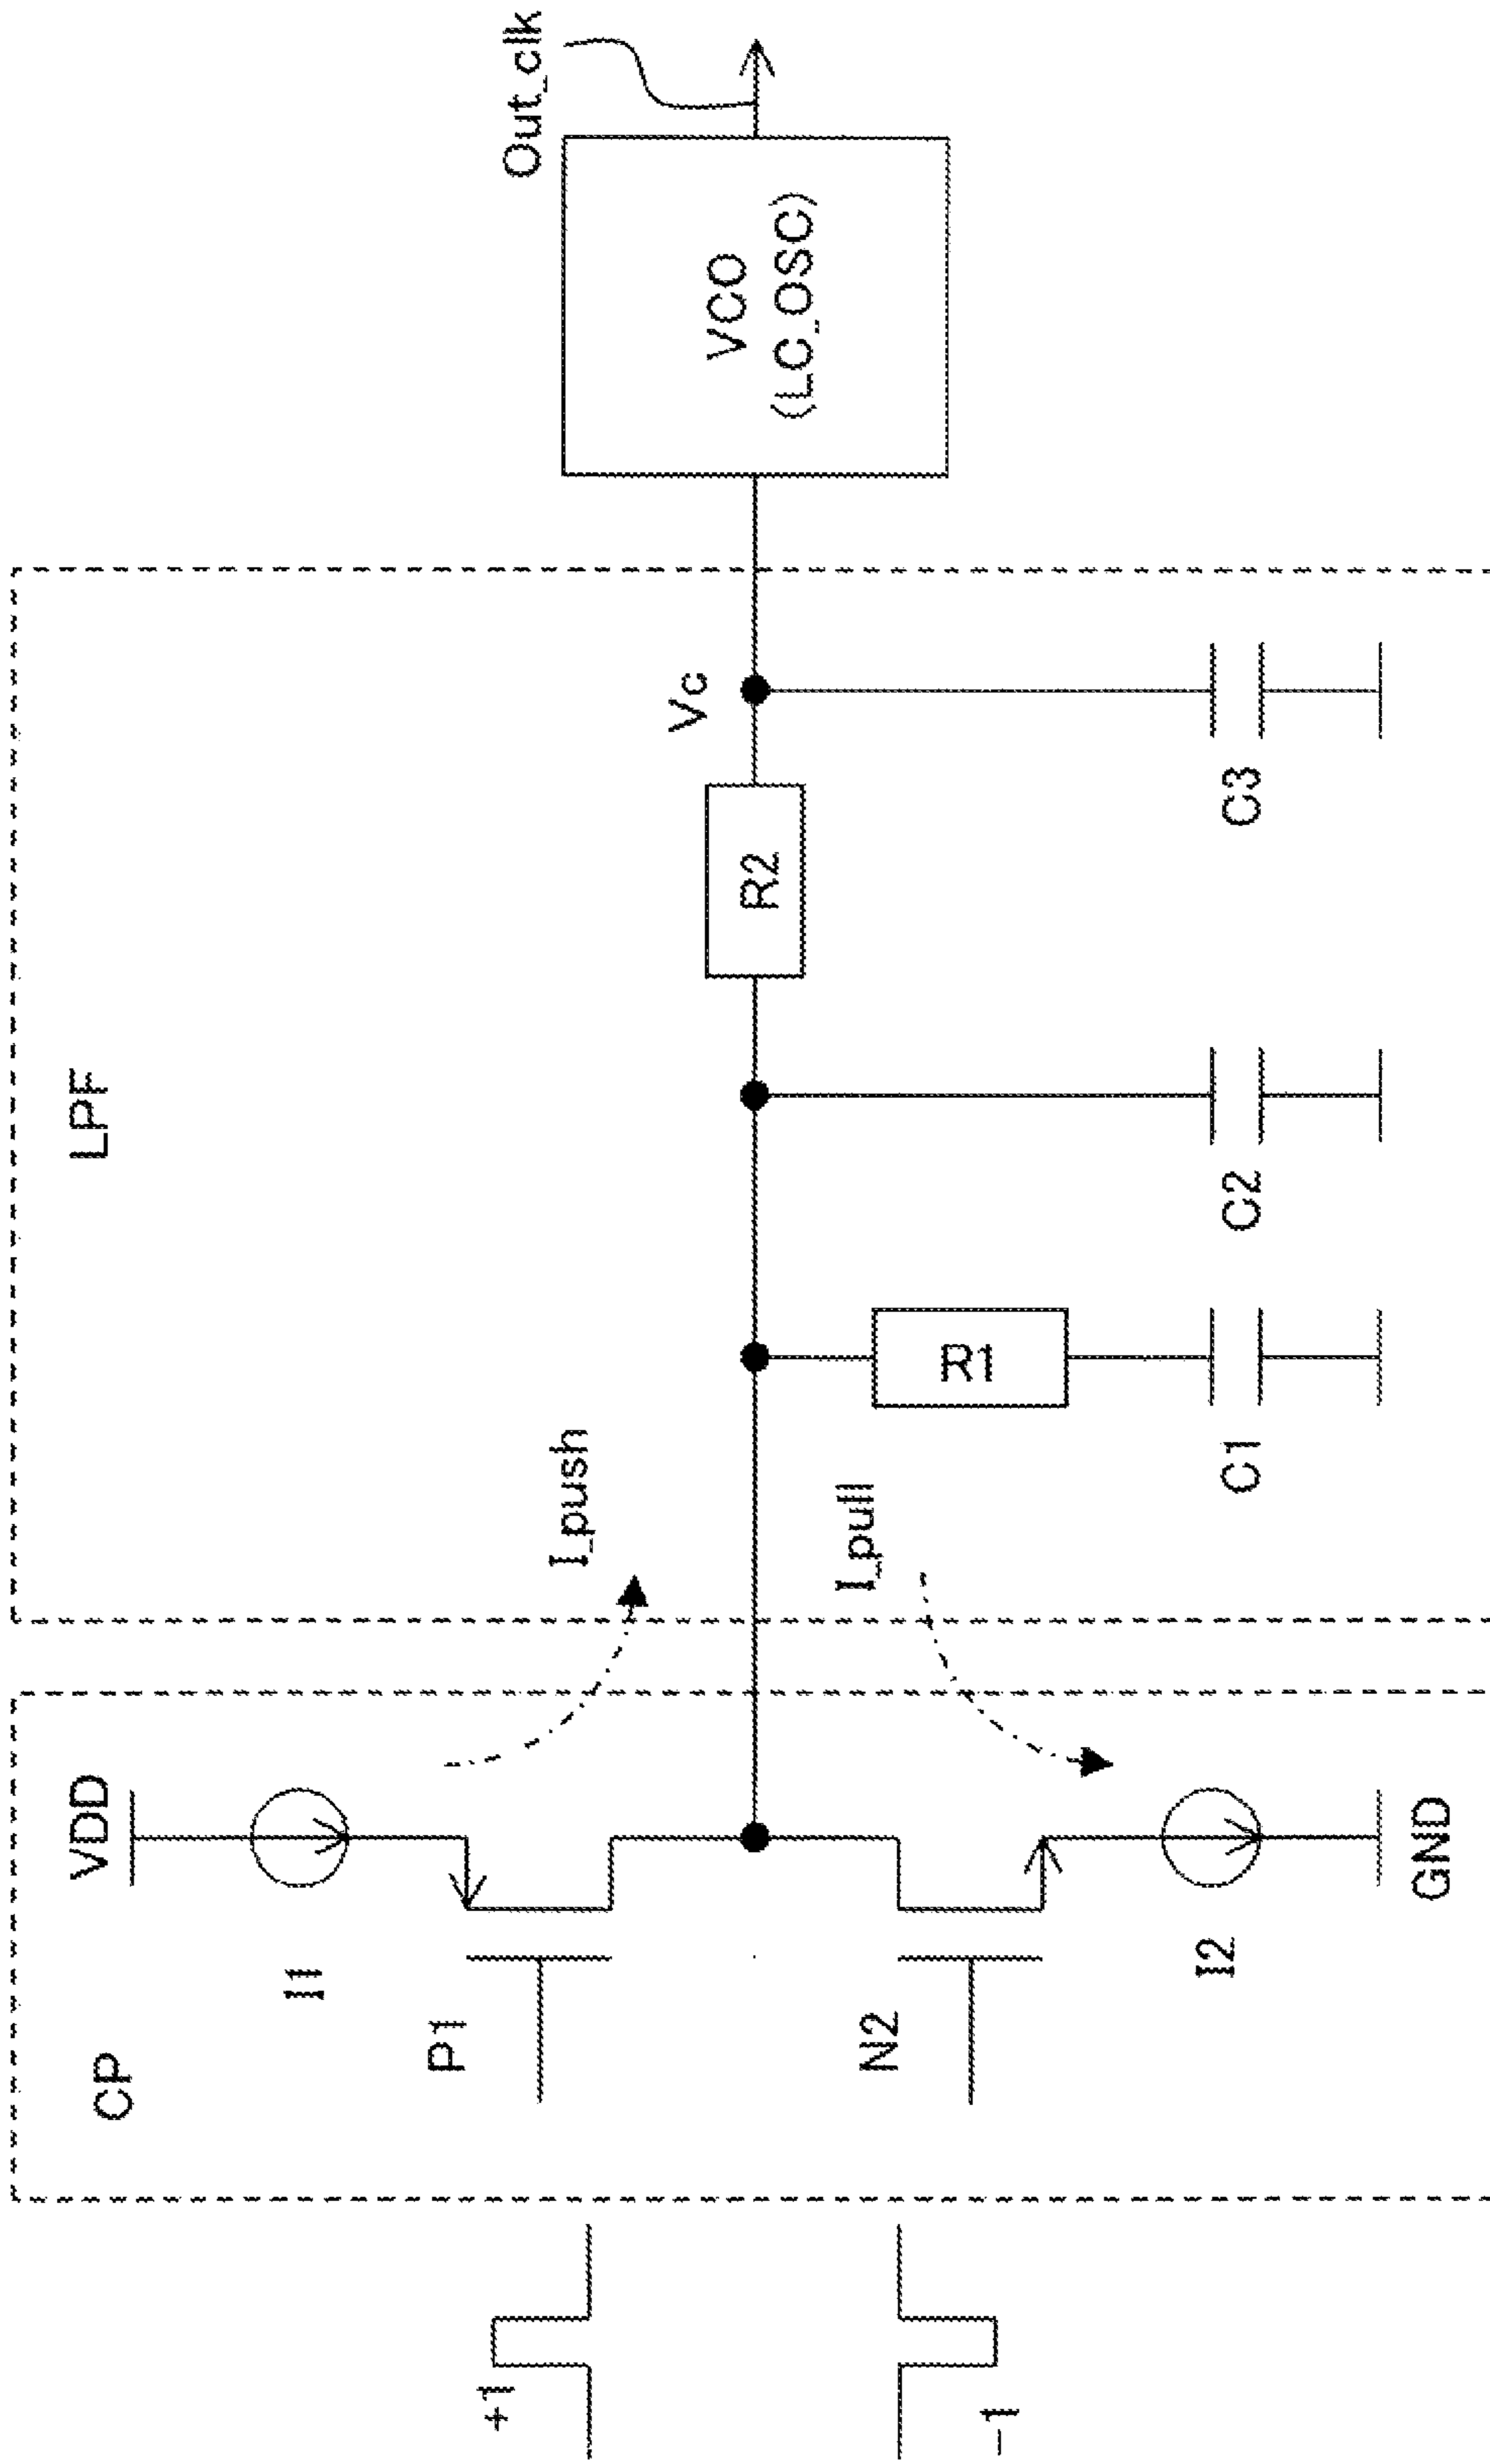 +1
-1
CP
VDD
I1
P1
N2
I2
GND
LPF
I_push
I_pull
R1
C1
C2
R2
Vc
C3
VCO
(LC_OSC)
Out_clk